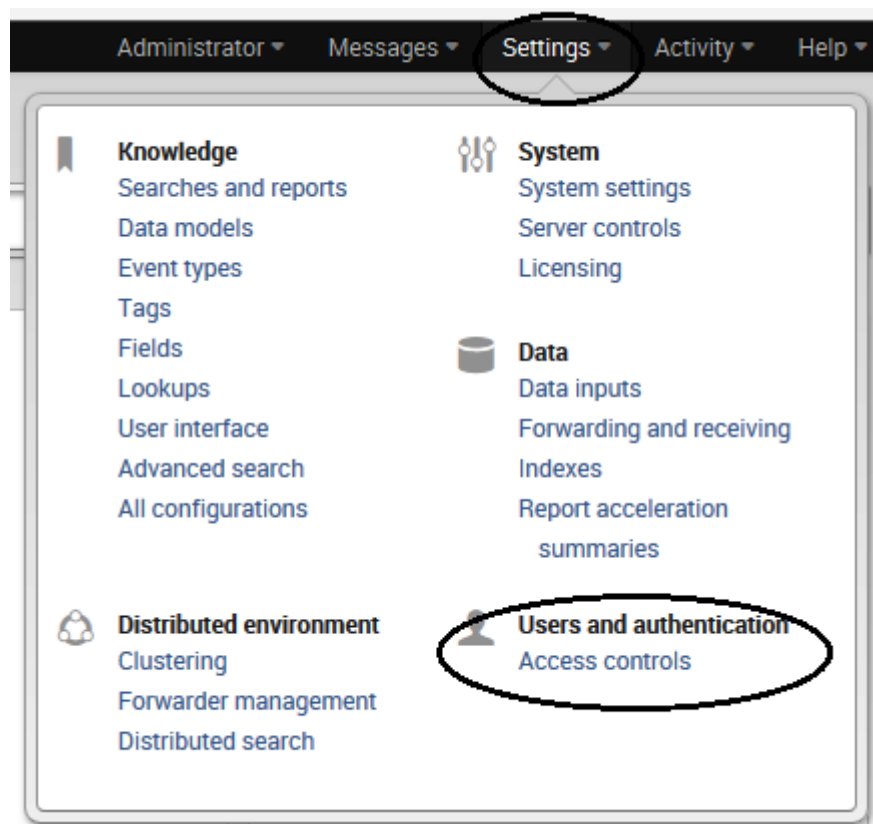 Administrator Messages Settings Activity Help
Knowledge
Searches and reports
Data models
Event types
Tags
Fields
Lookups
User interface
Advanced search
All configurations
System
System settings
Server controls
Licensing
Data
Data inputs
Forwarding and receiving
Indexes
Report acceleration
summaries
Distributed environment
Clustering
Forwarder management
Distributed search
Users and authentication
Access controls